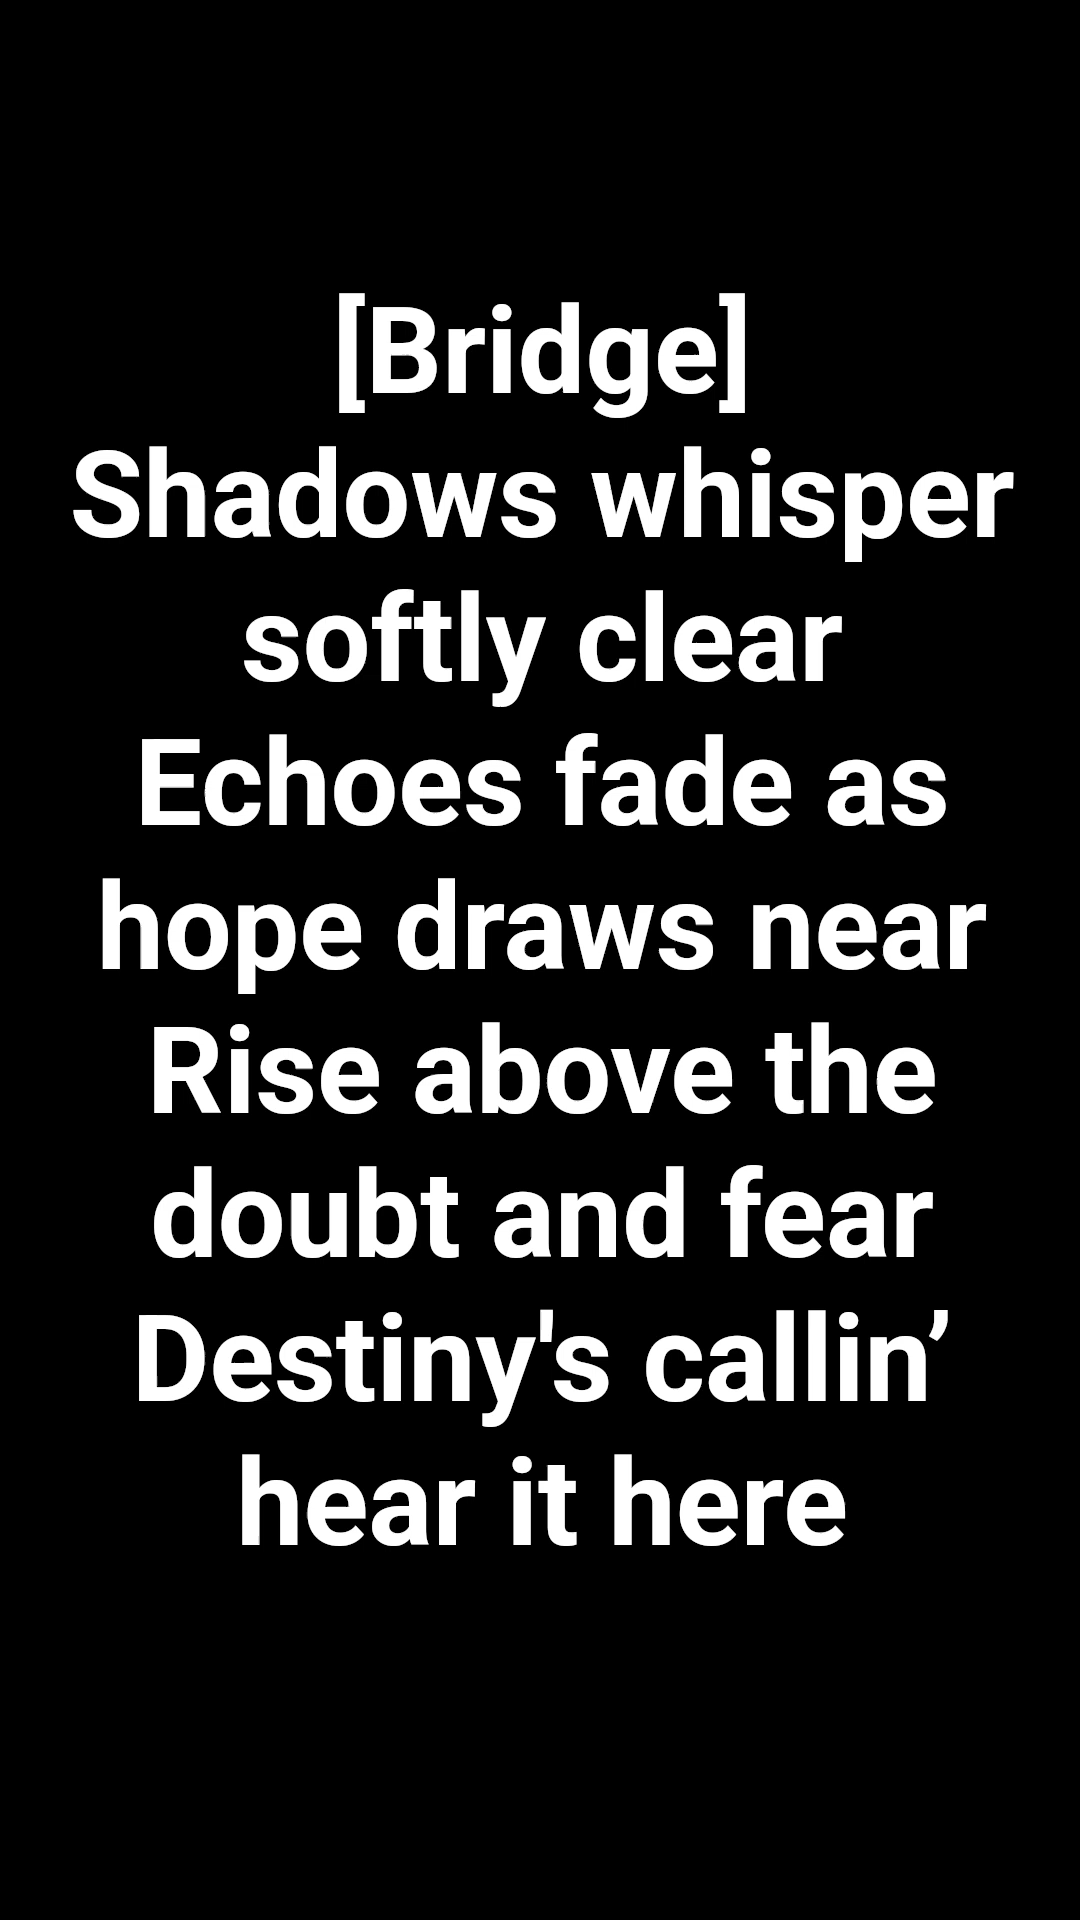 [Bridge]
Shadows whisper
softly clear
Echoes fade as
hope draws near
Rise above the
doubt and fear
Destiny's callin’
hear it here